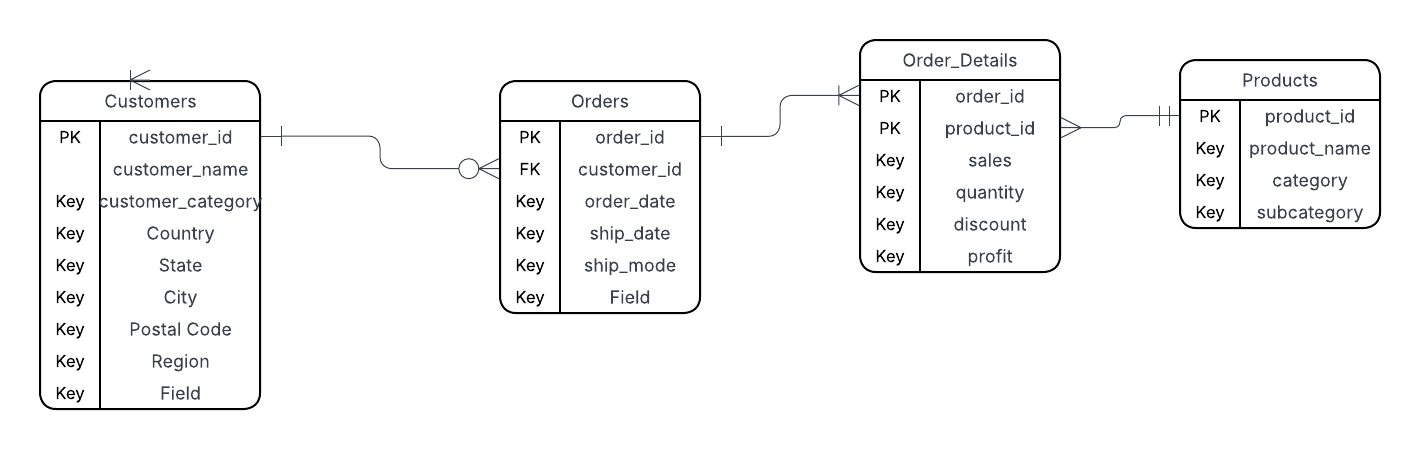 Customers
PK customer_id
customer_name
Key customer_category
Key Country
Key State
Key City
Key Postal Code
Key Region
Key Field
Orders
PK order_id
FK customer_id
Key order_date
Key ship_date
Key ship_mode
Key Field
Order_Details
PK order_id
PK product_id
Key sales
Key quantity
Key discount
Key profit
Products
PK product_id
Key product_name
Key category
Key subcategory